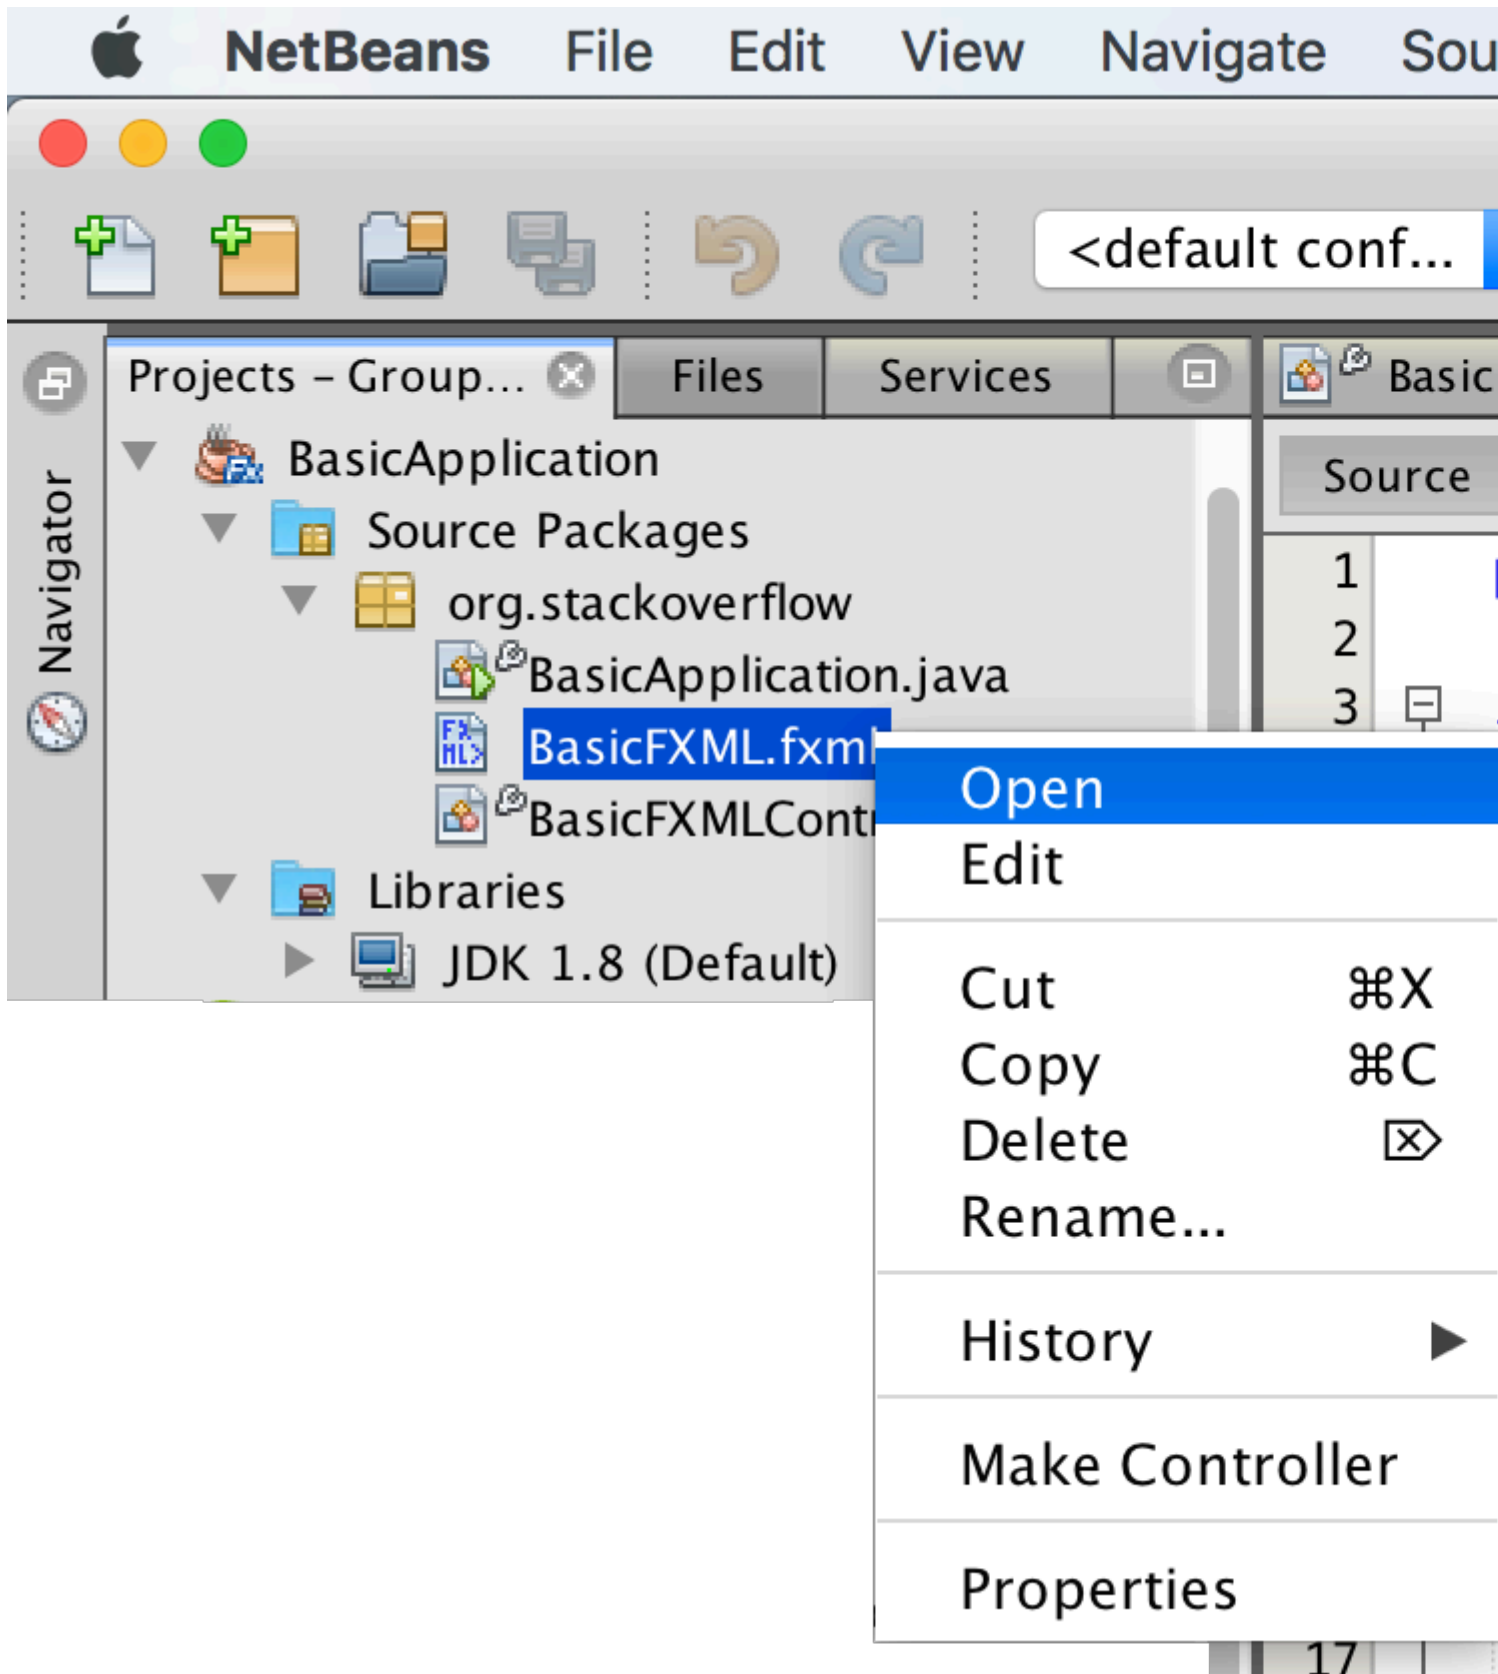 NetBeans File Edit View Navigate Sou
<default conf...
Projects – Group... Files Services Basic
Navigator
BasicApplication
Source Packages
org.stackoverflow
BasicApplication.java
BasicFXML.fxml
BasicFXMLContr
Libraries
JDK 1.8 (Default)
Source
1
2
3
Open
Edit
Cut ⌘X
Copy ⌘C
Delete ⌦
Rename...
History
Make Controller
Properties
17